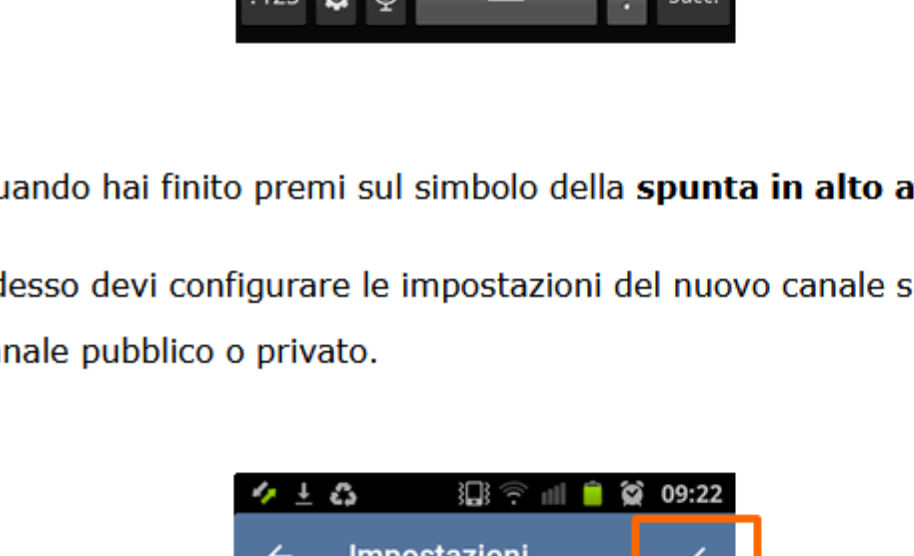 uando hai finito premi sul simbolo della spunta in alto a
desso devi configurare le impostazioni del nuovo canale s
nale pubblico o privato.
09:22
Impostazioni